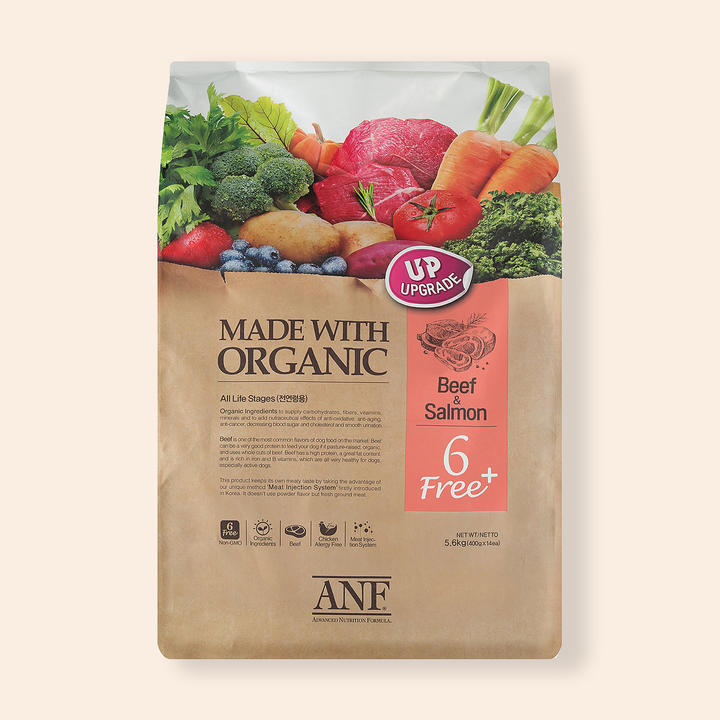 UP
UPGRADE
MADE WITH
ORGANIC
All Life Stages (전연령용)
Organic Ingredients to supply carbohydrates, fibers, vitamins,
minerals and to add nutraceutical effects of anti-oxidative, anti-aging,
anti-cancer, decreasing blood sugar and cholesterol and smooth urination.
Beef is one of the most common flavors of dog food on the market. Beef
can be a very good protein to feed your dog if it pasture-raised, organic,
and uses whole cuts of beef. Beef has a high protein, a great fat content,
and is rich in iron and B vitamins, which are all very healthy for dogs,
especially active dogs.
This product keeps its own meaty taste by taking the advantage of
our unique method 'Meat Injection System' firstly introduced
in Korea. It doesn't use powder flavor but fresh ground meat.
Beef
&
Salmon
6
Free+
6
Free
Non-GMO
Organic
Ingredients
Beef
Chicken
Allergy Free
Meat Injec-
tion System
NET WT/NETTO
5.6kg(400gx14ea)
ANF®
ADVANCED NUTRITION FORMULA.